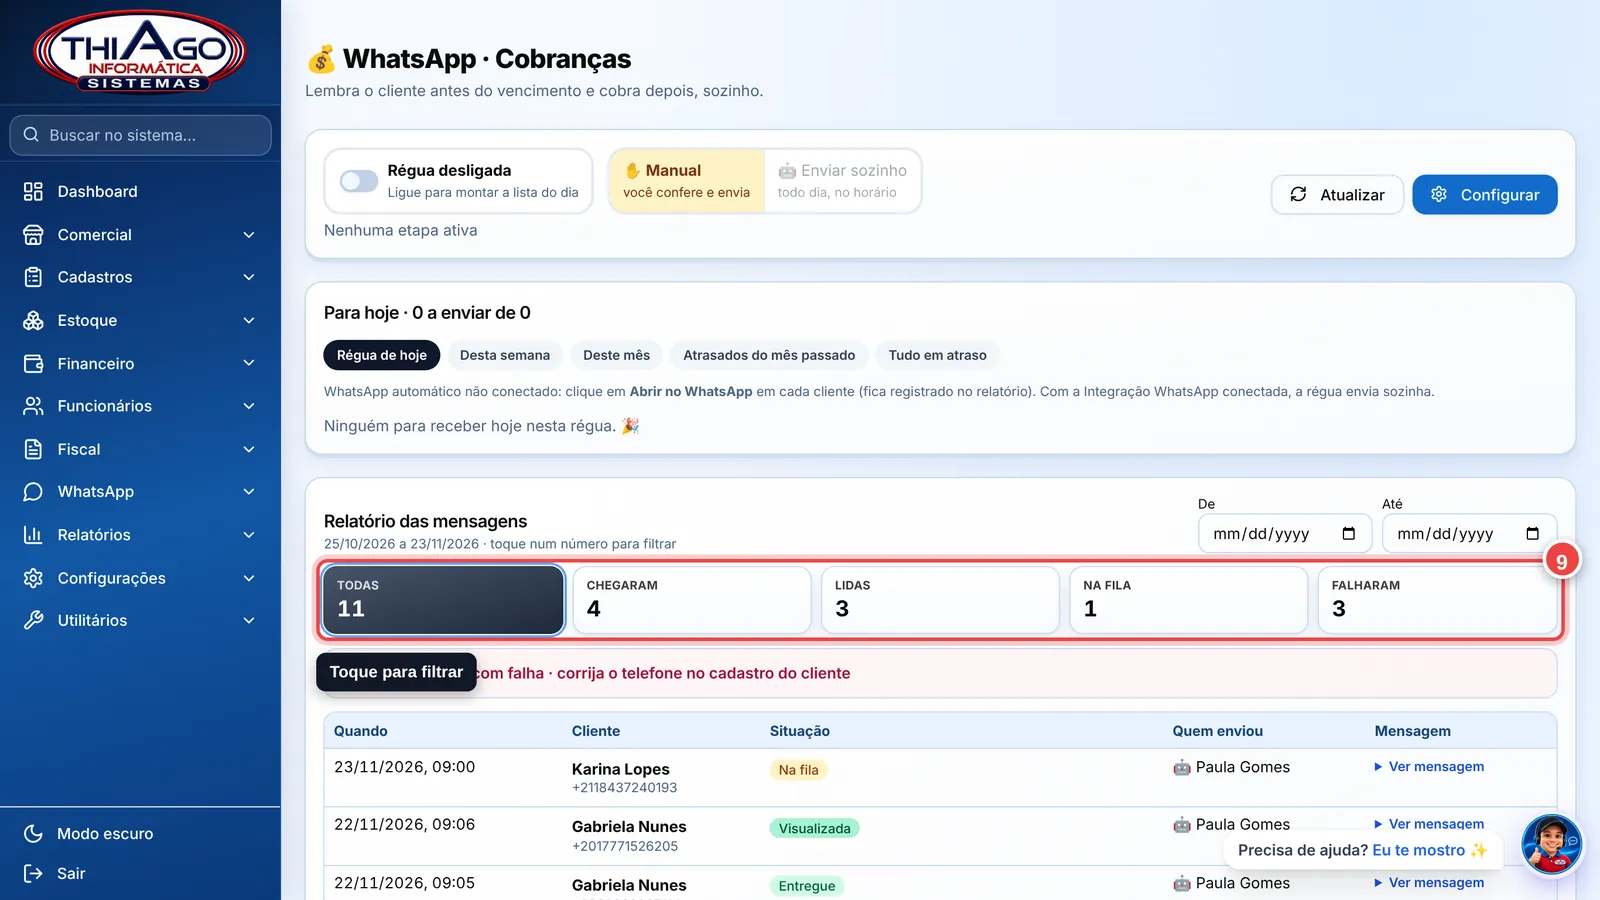 THIAGO
INFORMÁTICA
SISTEMAS
Buscar no sistema...
Dashboard
Comercial
Cadastros
Estoque
Financeiro
Funcionários
Fiscal
WhatsApp
Relatórios
Configurações
Utilitários
Modo escuro
Sair
💰 WhatsApp · Cobranças
Lembra o cliente antes do vencimento e cobra depois, sozinho.
Régua desligada
Ligue para montar a lista do dia
✋ Manual
você confere e envia
🤖 Enviar sozinho
todo dia, no horário
Atualizar
Configurar
Nenhuma etapa ativa
Para hoje · 0 a enviar de 0
Régua de hoje
Desta semana
Deste mês
Atrasados do mês passado
Tudo em atraso
WhatsApp automático não conectado: clique em Abrir no WhatsApp em cada cliente (fica registrado no relatório). Com a Integração WhatsApp conectada, a régua envia sozinha.
Ninguém para receber hoje nesta régua. 🎉
Relatório das mensagens
25/10/2026 a 23/11/2026 · toque num número para filtrar
De
mm/dd/yyyy
Até
mm/dd/yyyy
9
TODAS
11
CHEGARAM
4
LIDAS
3
NA FILA
1
FALHARAM
3
Toque para filtrar
com falha · corrija o telefone no cadastro do cliente
Quando Cliente Situação Quem enviou Mensagem
23/11/2026, 09:00 Karina Lopes Na fila 🤖 Paula Gomes ▶ Ver mensagem
+2118437240193
22/11/2026, 09:06 Gabriela Nunes Visualizada 🤖 Paula Gomes ▶ Ver mensagem
+2017771526205
22/11/2026, 09:05 Gabriela Nunes Entregue 🤖 Paula Gomes ▶ Ver mensagem
Precisa de ajuda? Eu te mostro ✨